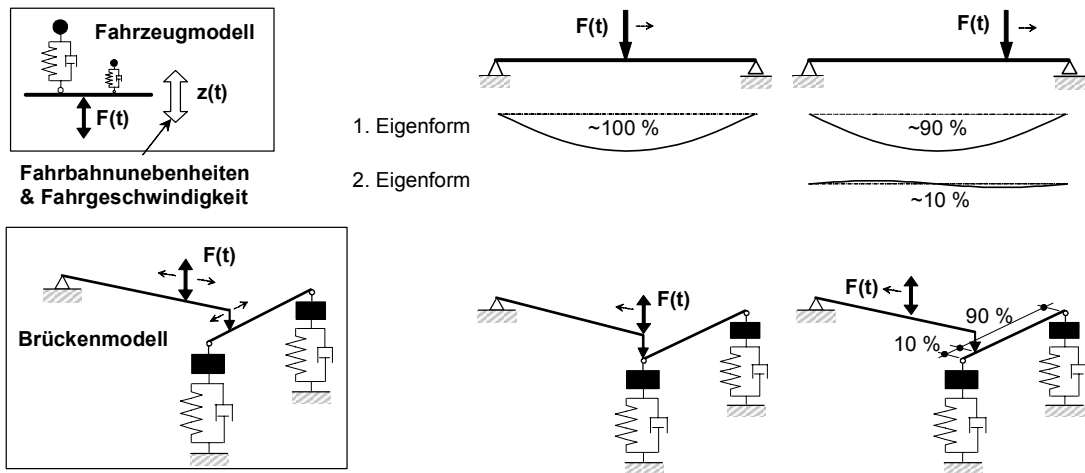 Fahrzeugmodell
z(t)
F(t)
Fahrbahnunebenheiten
& Fahrgeschwindigkeit
F(t)
F(t)
1. Eigenform
~100 %
~90 %
2. Eigenform
~10 %
F(t)
Brückenmodell
F(t)
F(t)
90 %
10 %